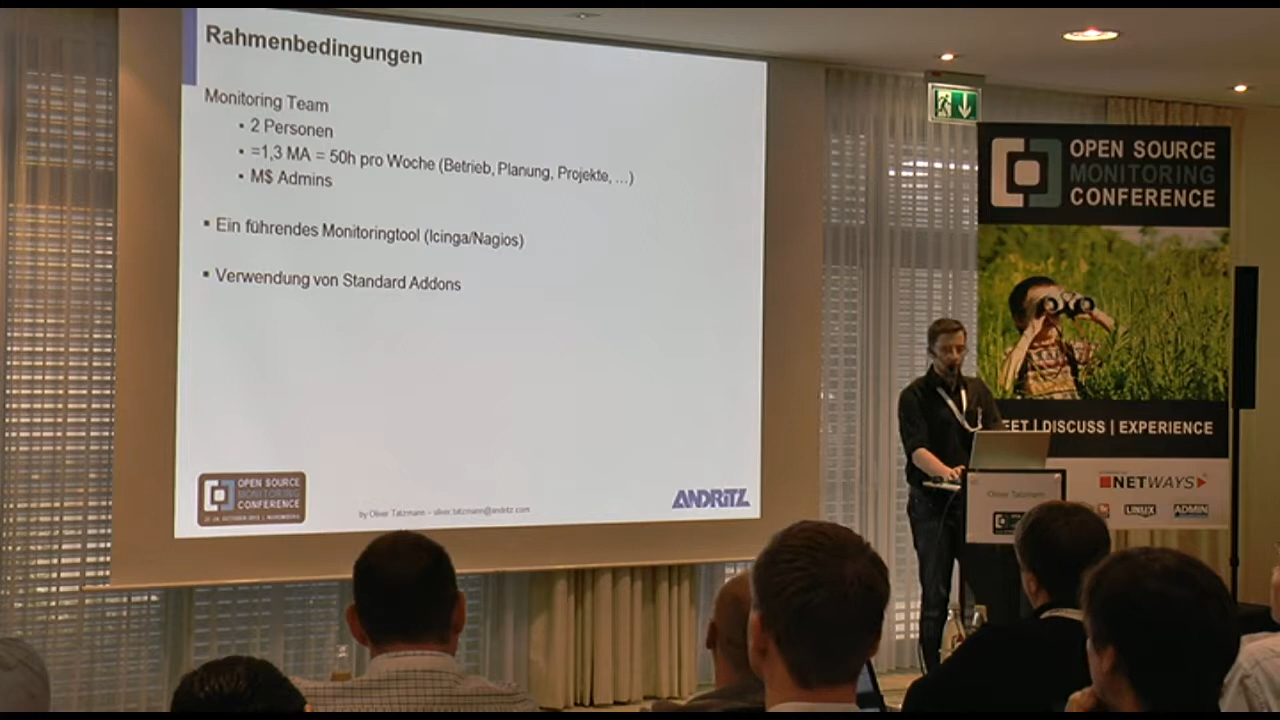 Rahmenbedingungen
Monitoring Team
▪ 2 Personen
▪ =1,3 MA = 50h pro Woche (Betrieb, Planung, Projekte, ...)
▪ M$ Admins
▪ Ein führendes Monitoringtool (Icinga/Nagios)
▪ Verwendung von Standard Addons
OPEN SOURCE
MONITORING
CONFERENCE
by Oliver Tatzmann – oliver.tatzmann@andritz.com
ANDRITZ
OPEN SOURCE
MONITORING
CONFERENCE
EET | DISCUSS | EXPERIENCE
NETWAYS
LINUX
ADMIN
Oliver Tatzmann